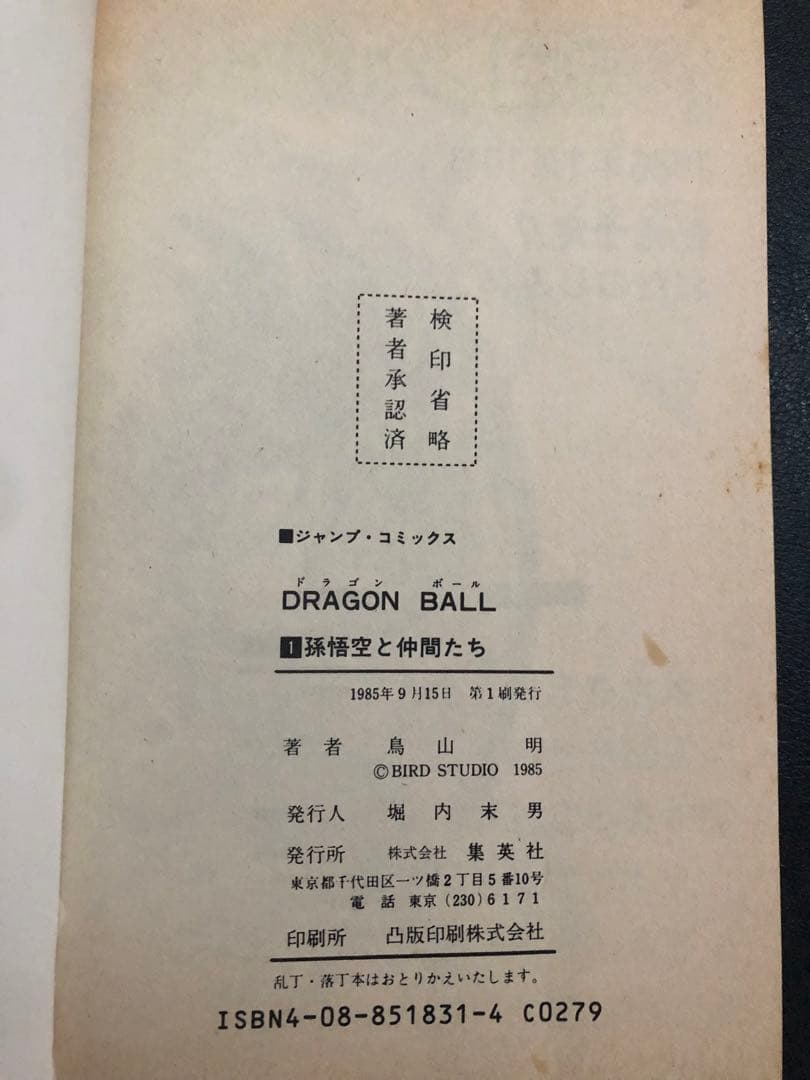 検印省略
著者承認済
■ジャンプ・コミックス
ドラゴン ボール
DRAGON BALL
1孫悟空と仲間たち
1985年9月15日 第1刷発行
著者 鳥山 明
©BIRD STUDIO 1985
発行人 堀内末男
発行所 株式会社 集英社
東京都千代田区一ツ橋2丁目5番10号
電話 東京(230)6171
印刷所 凸版印刷株式会社
乱丁・落丁本はおとりかえいたします。
ISBN4-08-851831-4 C0279